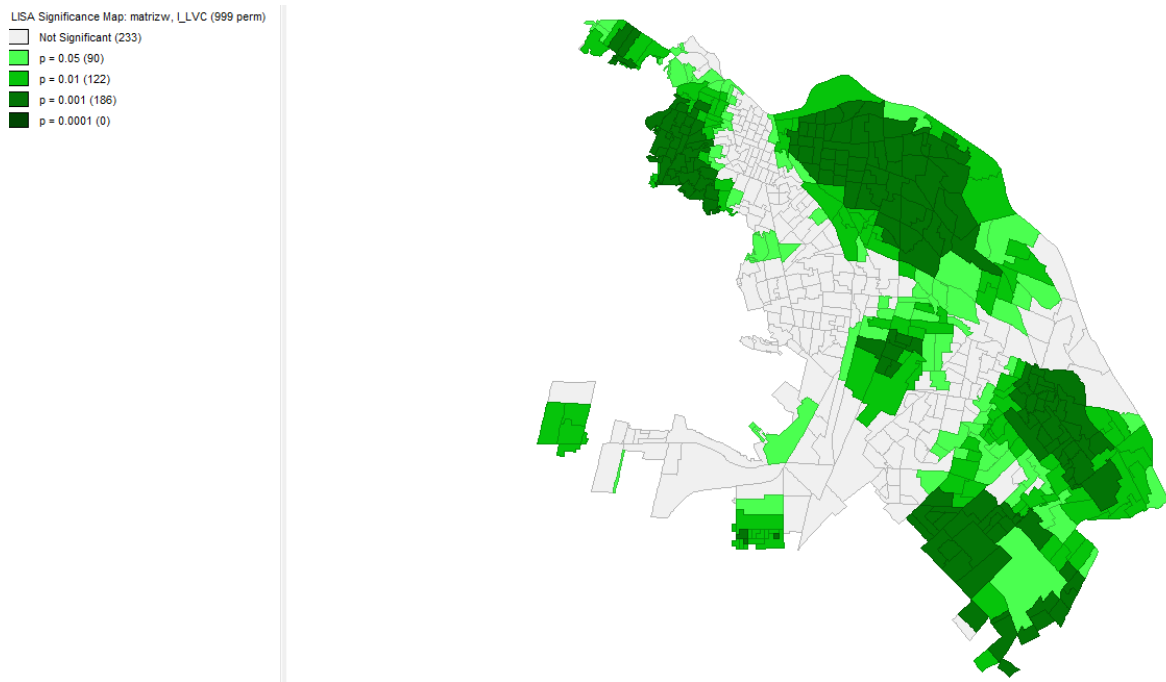 LISA Significance Map: matrizw, I_LVC (999 perm)
Not Significant (233)
p = 0.05 (90)
p = 0.01 (122)
p = 0.001 (186)
p = 0.0001 (0)